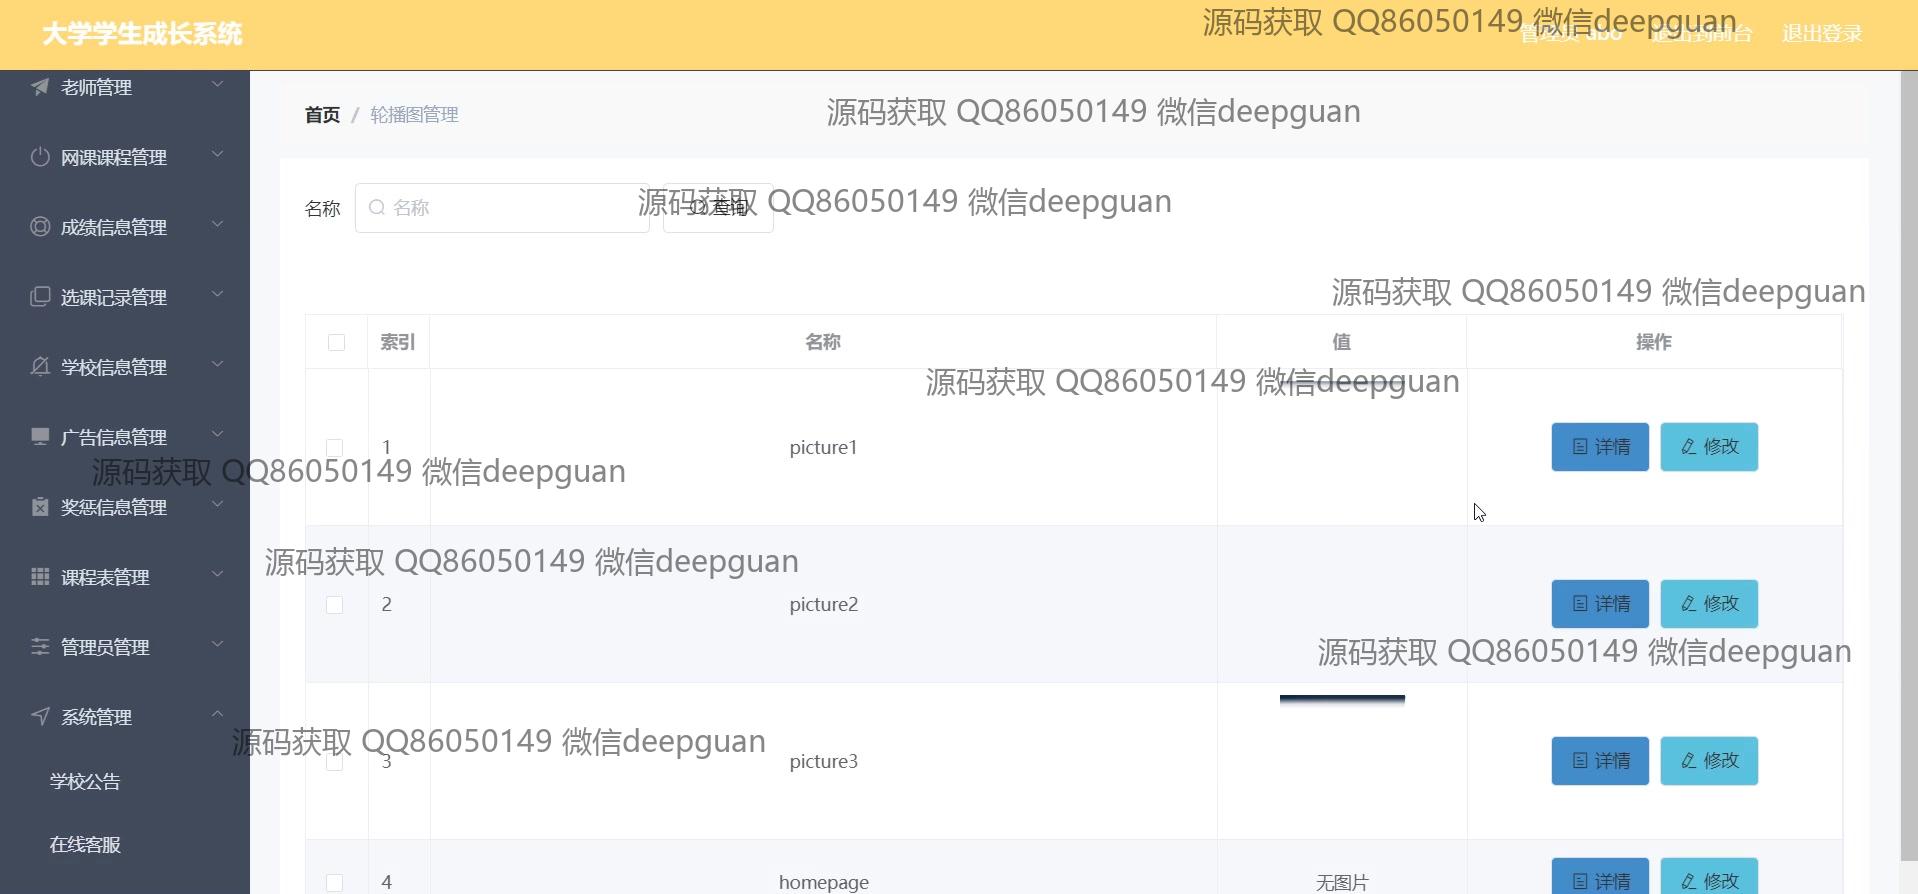 大学学生成长系统
源码获取 QQ86050149 微信deepguan
管理员 abo 退出到前台 退出登录
老师管理
首页 / 轮播图管理
源码获取 QQ86050149 微信deepguan
网课课程管理
名称 名称 查询
源码获取 QQ86050149 微信deepguan
成绩信息管理
选课记录管理
源码获取 QQ86050149 微信deepguan
索引 名称 值 操作
学校信息管理
源码获取 QQ86050149 微信deepguan
广告信息管理
1 picture1 详情 修改
源码获取 QQ86050149 微信deepguan
奖惩信息管理
源码获取 QQ86050149 微信deepguan
课程表管理
2 picture2 详情 修改
管理员管理
源码获取 QQ86050149 微信deepguan
系统管理
源码获取 QQ86050149 微信deepguan
3 picture3 详情 修改
学校公告
在线客服
4 homepage 无图片 详情 修改